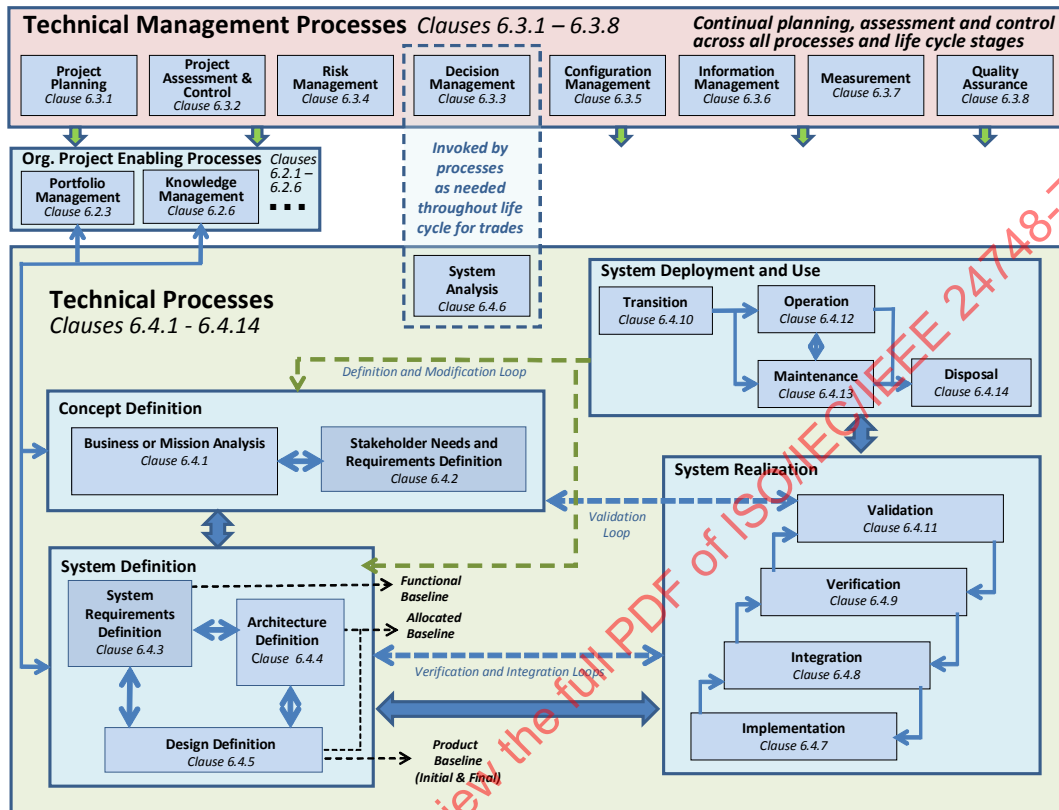 Technical Management Processes Clauses 6.3.1 – 6.3.8
Continual planning, assessment and control
across all processes and life cycle stages
Project
Planning
Clause 6.3.1
Project
Assessment &
Control
Clause 6.3.2
Risk
Management
Clause 6.3.4
Decision
Management
Clause 6.3.3
Configuration
Management
Clause 6.3.5
Information
Management
Clause 6.3.6
Measurement
Clause 6.3.7
Quality
Assurance
Clause 6.3.8
Org. Project Enabling Processes
Clauses
6.2.1 –
6.2.6
Portfolio
Management
Clause 6.2.3
Knowledge
Management
Clause 6.2.6
Invoked by
processes
as needed
throughout life
cycle for trades
System
Analysis
Clause 6.4.6
Technical Processes
Clauses 6.4.1 - 6.4.14
System Deployment and Use
Transition
Clause 6.4.10
Operation
Clause 6.4.12
Maintenance
Clause 6.4.13
Disposal
Clause 6.4.14
Definition and Modification Loop
Concept Definition
Business or Mission Analysis
Clause 6.4.1
Stakeholder Needs and
Requirements Definition
Clause 6.4.2
Validation
Loop
System Realization
Validation
Clause 6.4.11
Verification
Clause 6.4.9
Integration
Clause 6.4.8
Implementation
Clause 6.4.7
System Definition
System
Requirements
Definition
Clause 6.4.3
Architecture
Definition
Clause 6.4.4
Design Definition
Clause 6.4.5
Functional
Baseline
Allocated
Baseline
Verification and Integration Loops
Product
Baseline
(Initial & Final)
view the full PDF of ISO/IEC/IEEE 24748-